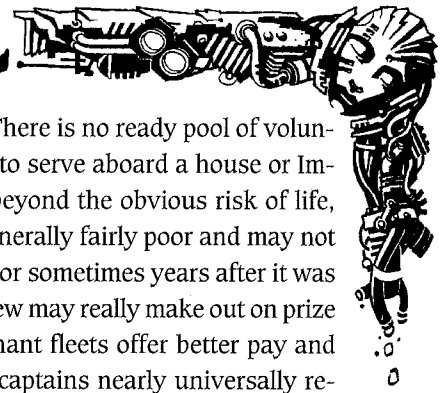 There is no ready pool of volun-
to serve aboard a house or Im-
beyond the obvious risk of life,
nerally fairly poor and may not
or sometimes years after it was
ew may really make out on prize
nant fleets offer better pay and
captains nearly universally re-